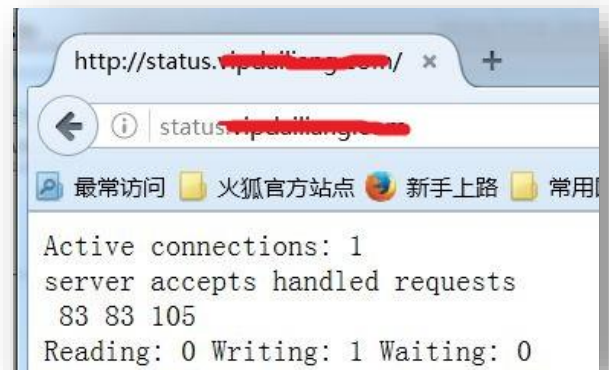 http://status.
status.
最常访问 火狐官方站点 新手上路 常用
Active connections: 1
server accepts handled requests
83 83 105
Reading: 0 Writing: 1 Waiting: 0